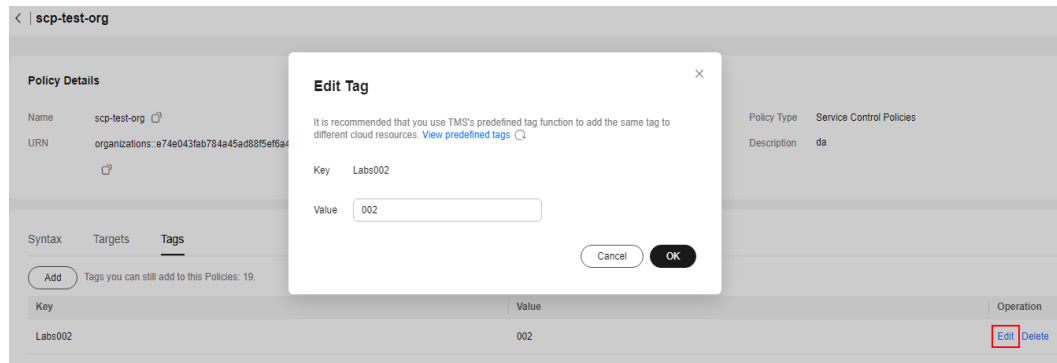 scp-test-org
Policy Details
Name scp-test-org
URN organizations::e74e043fab784a45ad88f5ef6a4
Policy Type Service Control Policies
Description da
Edit Tag
It is recommended that you use TMS's predefined tag function to add the same tag to
different cloud resources. View predefined tags
Key Labs002
Value 002
Cancel OK
Syntax Targets Tags
Add Tags you can still add to this Policies: 19.
Key Value Operation
Labs002 002 Edit Delete